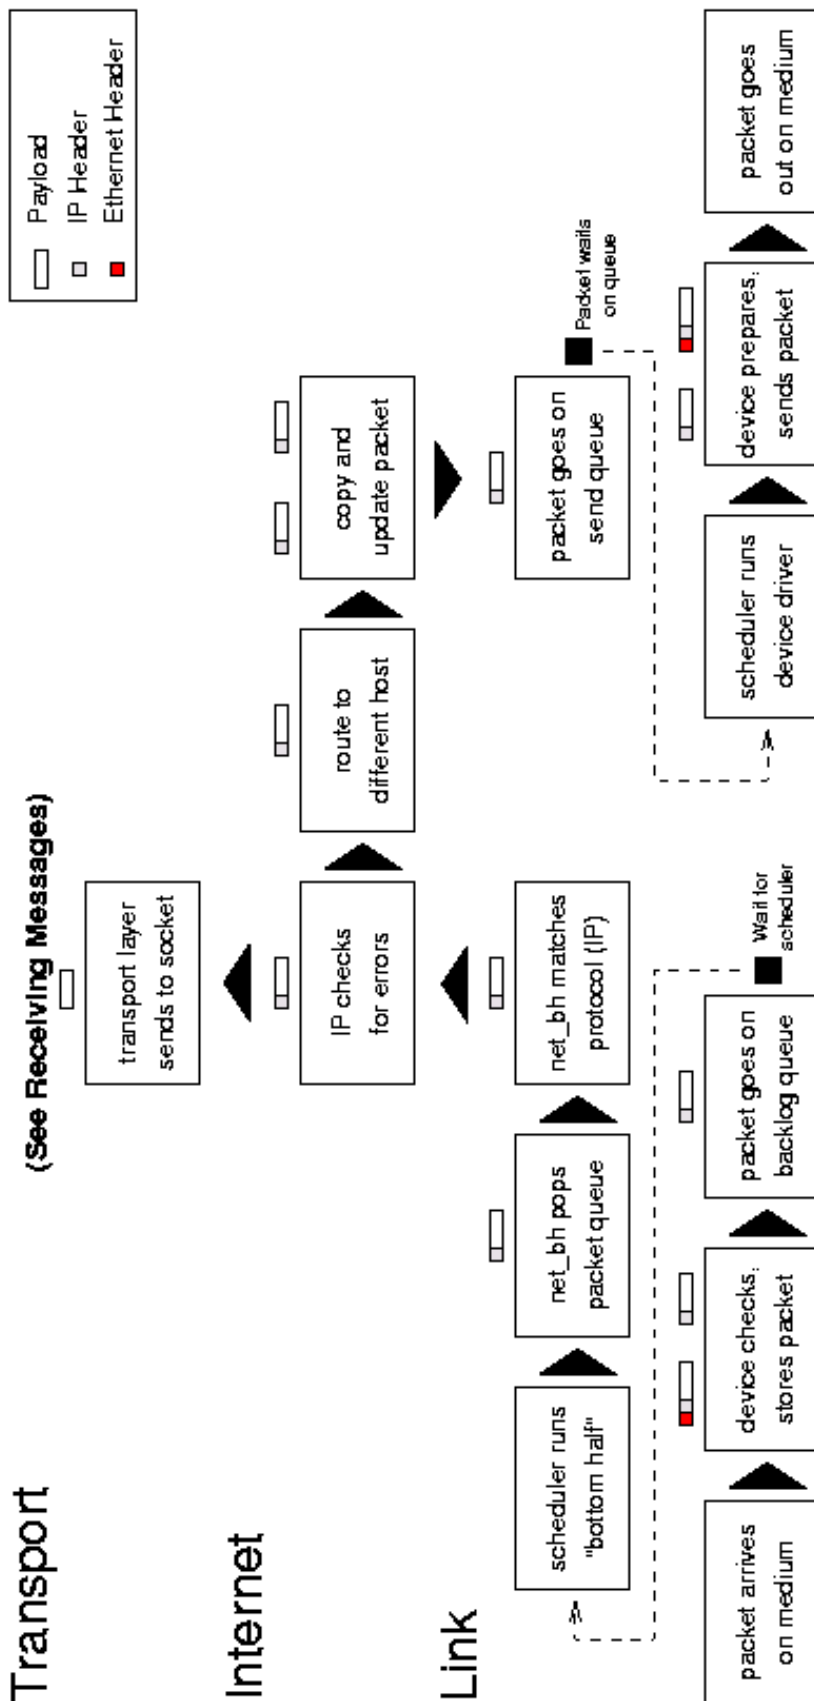 (See Receiving Messages)
Payload
IP Header
Ethernet Header
Transport
transport layer
sends to socket
Internet
IP checks
for errors
route to
different host
copy and
update packet
Link
scheduler runs
"bottom half"
net_bh pops
packet queue
net_bh matches
protocol (IP)
packet goes on
send queue
Packet waits
on queue
packet arrives
on medium
device checks,
stores packet
packet goes on
backlog queue
Wait for
scheduler
scheduler runs
device driver
device prepares,
sends packet
packet goes
out on medium